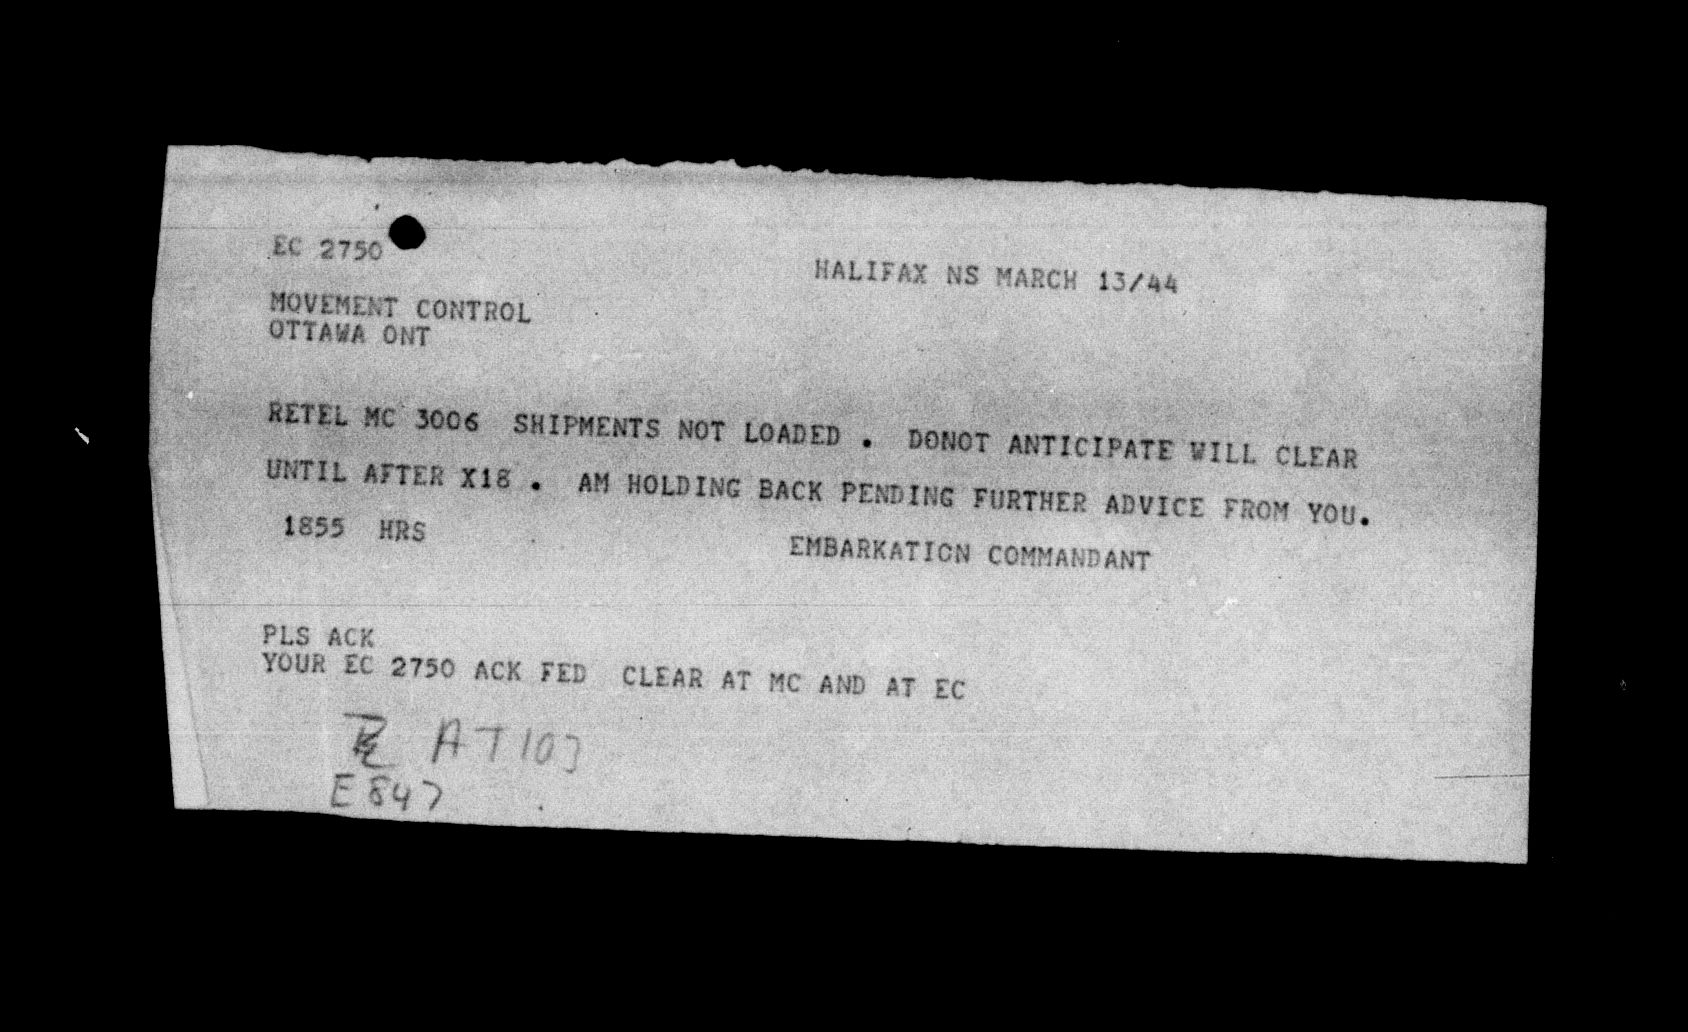 EC 2750
HALIFAX NS MARCH 13/44
MOVEMENT CONTROL
OTTAWA ONT
RETEL MC 3006 SHIPMENTS NOT LOADED . DONOT ANTICIPATE WILL CLEAR
UNTIL AFTER X18 . AM HOLDING BACK PENDING FURTHER ADVICE FROM YOU.
1855 HRS
EMBARKATION COMMANDANT
PLS ACK
YOUR EC 2750 ACK FED CLEAR AT MC AND AT EC
AT107
E847